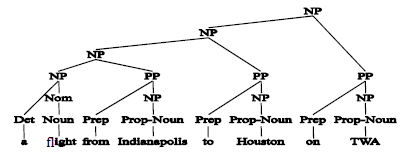 NP
NP
NP
NP PP PP PP
Nom NP NP NP
Det Noun Prep Prop-Noun Prep Prop-Noun Prep Prop-Noun
a flight from Indianapolis to Houston on TWA